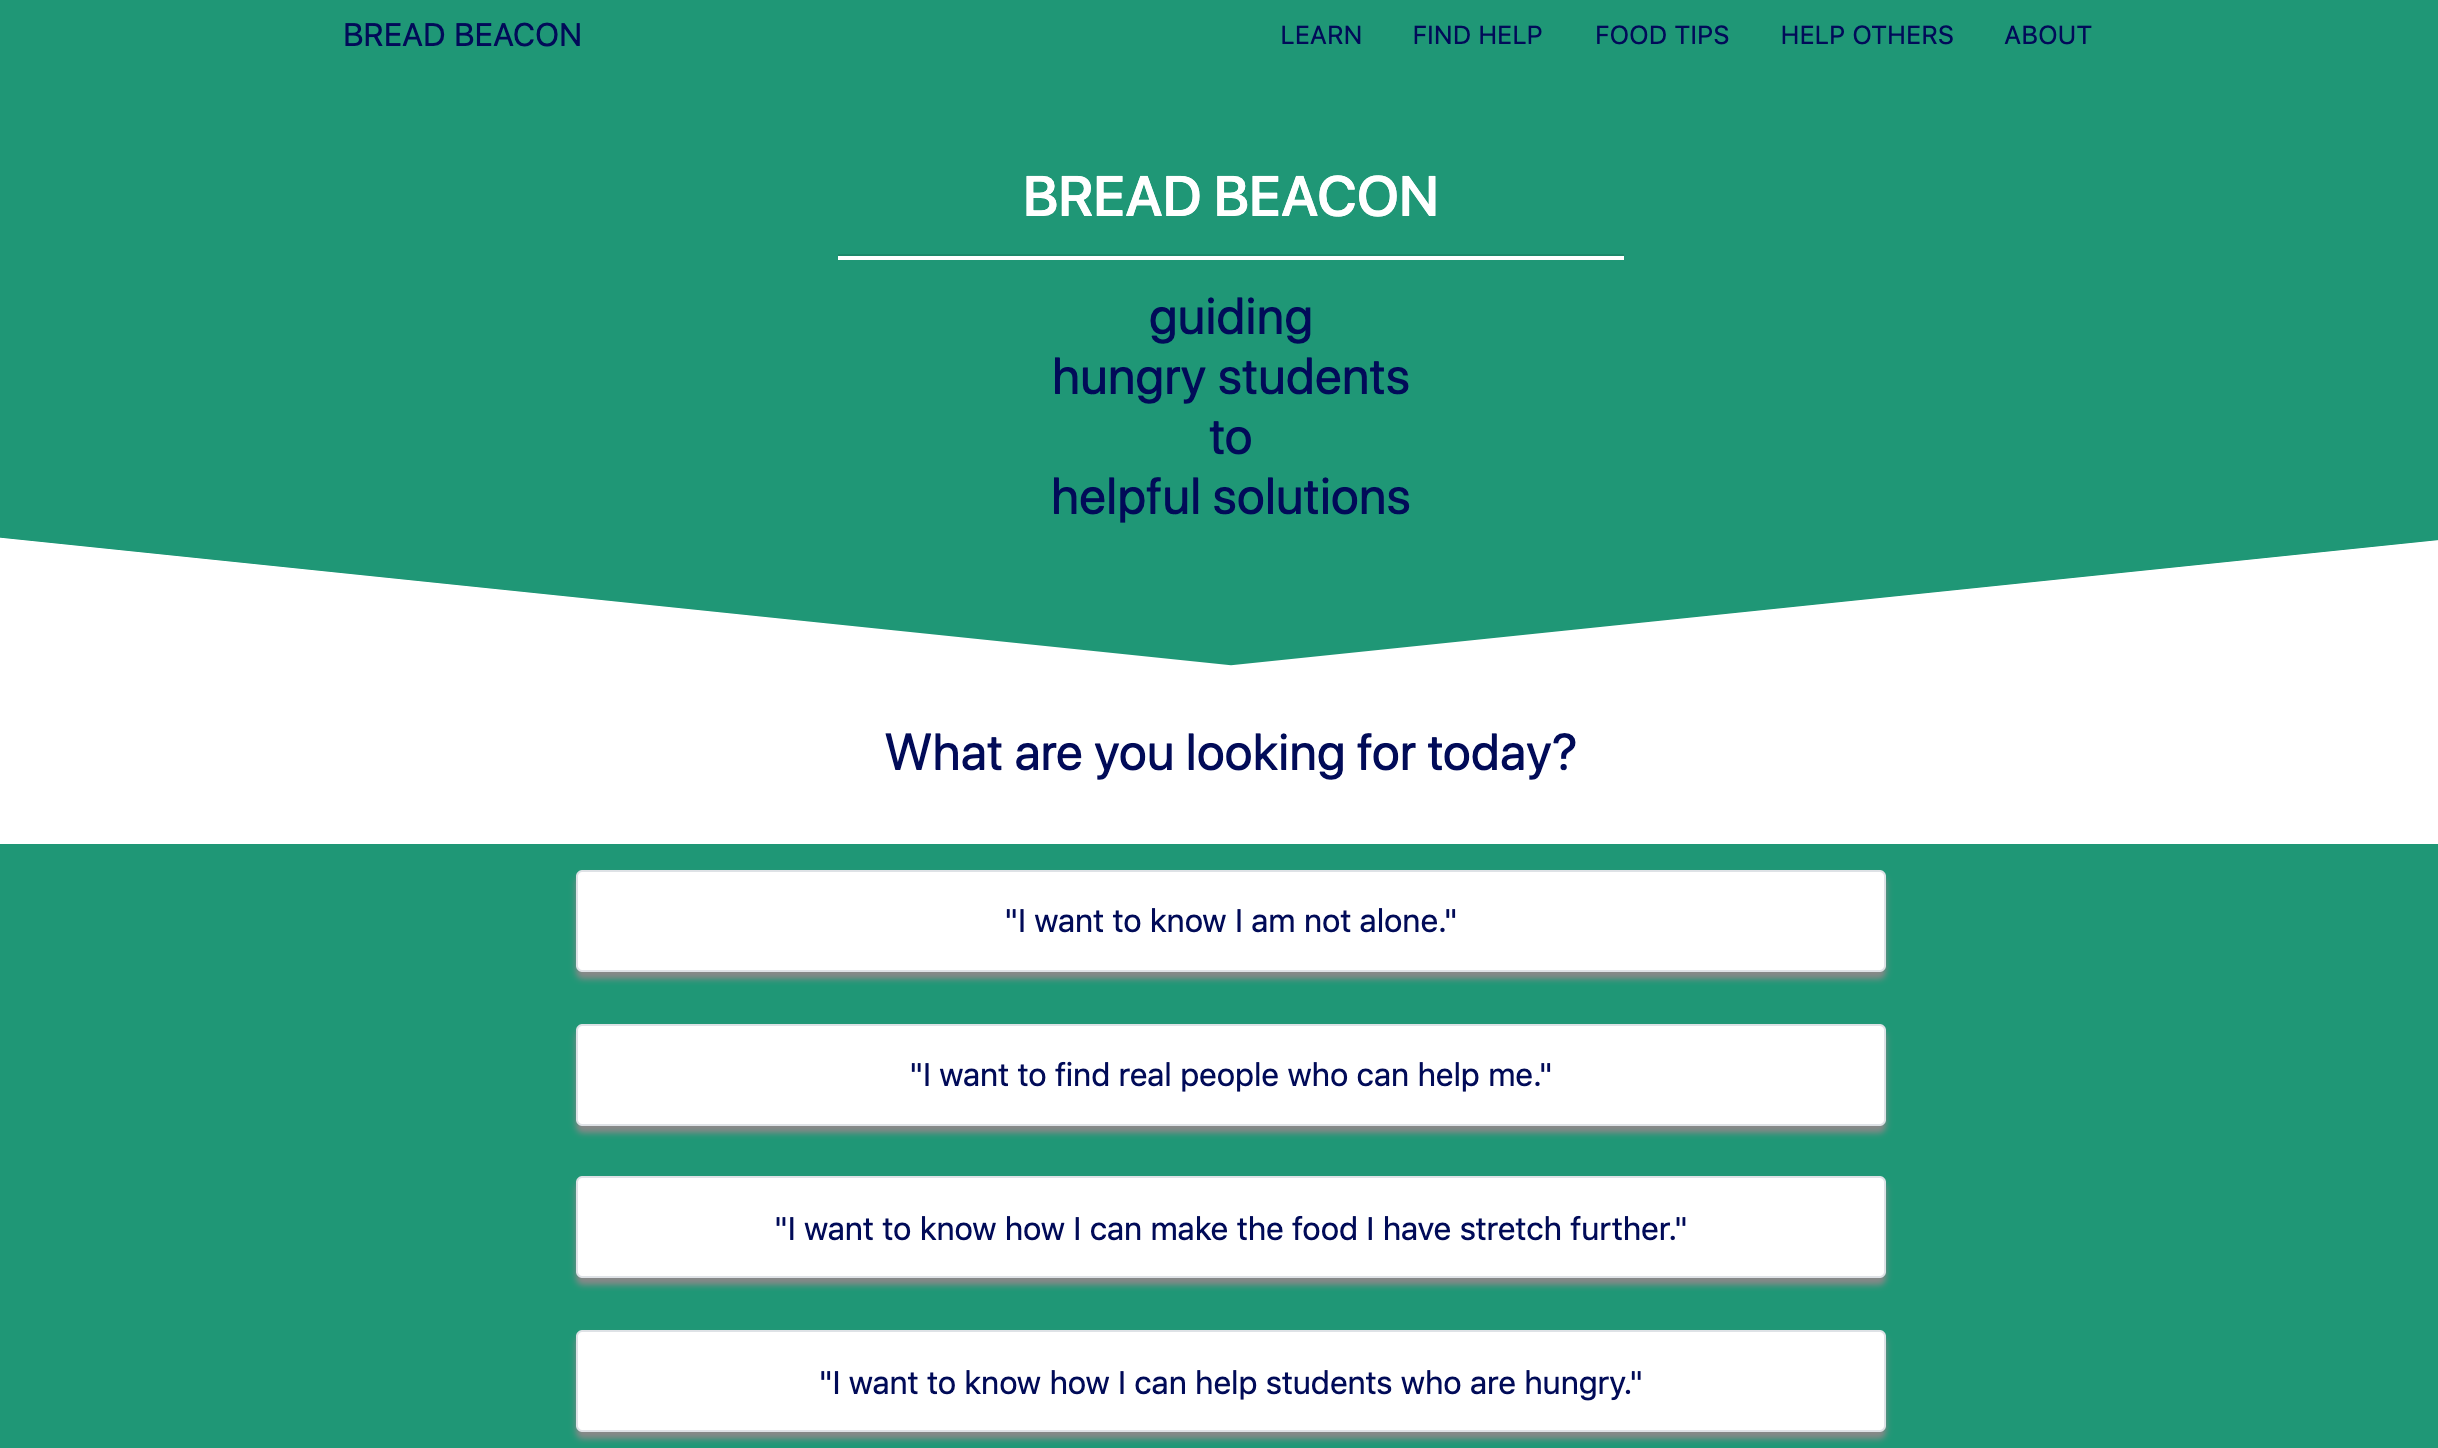 BREAD BEACON
LEARN FIND HELP FOOD TIPS HELP OTHERS ABOUT
BREAD BEACON
guiding
hungry students
to
helpful solutions
What are you looking for today?
"I want to know I am not alone."
"I want to find real people who can help me."
"I want to know how I can make the food I have stretch further."
"I want to know how I can help students who are hungry."